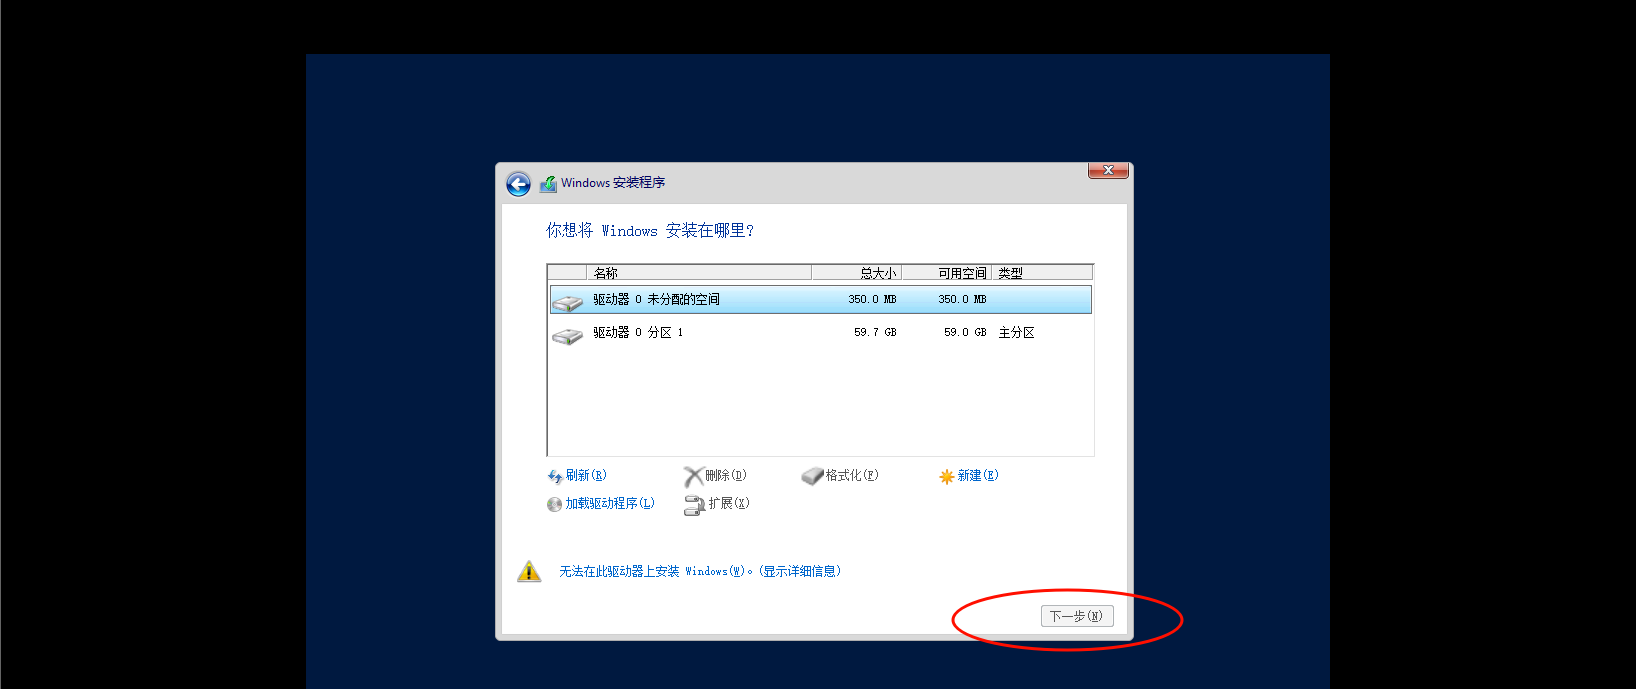 Windows 安装程序
你想将 Windows 安装在哪里?
名称 总大小 可用空间 类型
驱动器 0 未分配的空间 350.0 MB 350.0 MB
驱动器 0 分区 1 59.7 GB 59.0 GB 主分区
刷新(R) 删除(D) 格式化(F) 新建(E)
加载驱动程序(L) 扩展(X)
无法在此驱动器上安装 Windows(W)。(显示详细信息)
下一步(N)